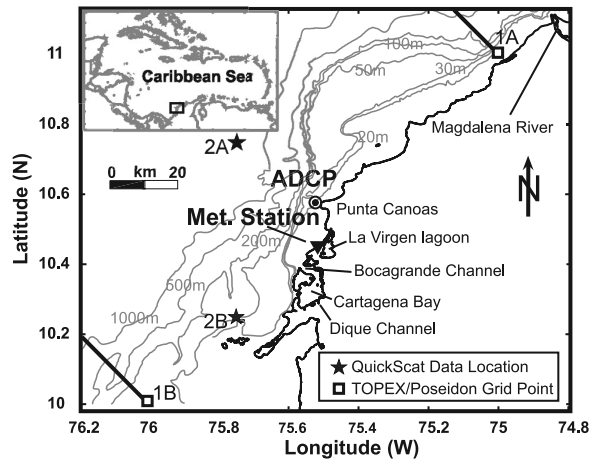 11
10.8
10.6
10.4
10.2
10
Latitude (N)
Caribbean Sea
0 km 20
2A
1A
100m
50m
30m
20m
Magdalena River
N
ADCP
Punta Canoas
Met. Station
La Virgen lagoon
200m
Bocagrande Channel
500m
Cartagena Bay
1000m
2B
Dique Channel
QuickScat Data Location
TOPEX/Poseidon Grid Point
1B
76.2 76 75.8 75.6 75.4 75.2 75 74.8
Longitude (W)